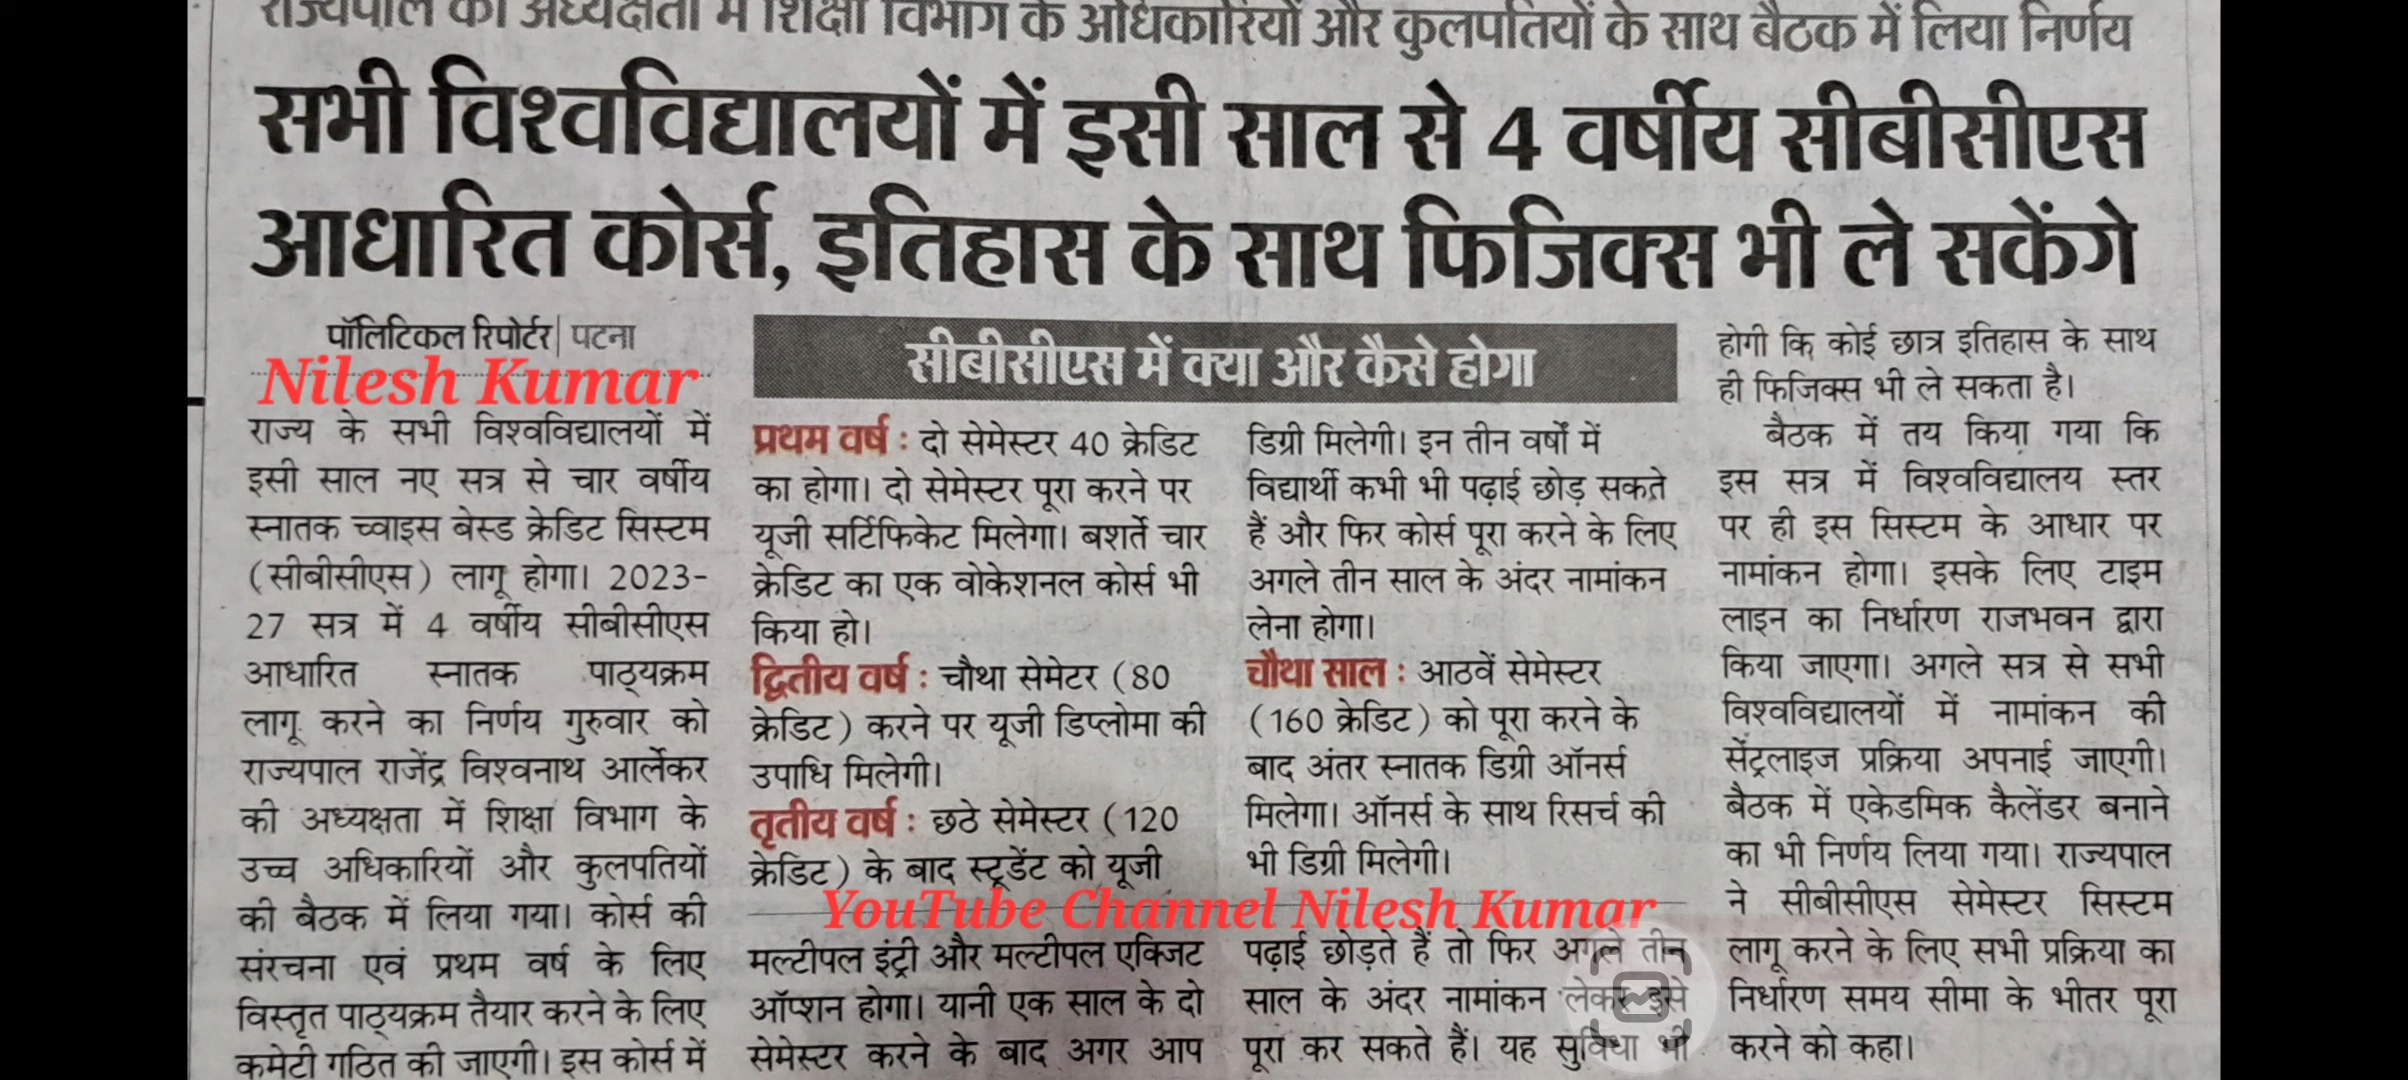 राज्यपाल की अध्यक्षता में शिक्षा विभाग के अधिकारियों और कुलपतियों के साथ बैठक में लिया निर्णय
सभी विश्वविद्यालयों में इसी साल से 4 वर्षीय सीबीसीएस
आधारित कोर्स, इतिहास के साथ फिजिक्स भी ले सकेंगे
पॉलिटिकल रिपोर्टर| पटना
Nilesh Kumar
राज्य के सभी विश्वविद्यालयों में
इसी साल नए सत्र से चार वर्षीय
स्नातक च्वाइस बेस्ड क्रेडिट सिस्टम
(सीबीसीएस) लागू होगा। 2023-
27 सत्र में 4 वर्षीय सीबीसीएस
आधारित स्नातक पाठ्यक्रम
लागू करने का निर्णय गुरुवार को
राज्यपाल राजेंद्र विश्वनाथ आर्लेकर
की अध्यक्षता में शिक्षा विभाग के
उच्च अधिकारियों और कुलपतियों
की बैठक में लिया गया। कोर्स की
संरचना एवं प्रथम वर्ष के लिए
विस्तृत पाठ्यक्रम तैयार करने के लिए
कमेटी गठित की जाएगी। इस कोर्स में
सीबीसीएस में क्या और कैसे होगा
प्रथम वर्ष : दो सेमेस्टर 40 क्रेडिट
का होगा। दो सेमेस्टर पूरा करने पर
यूजी सर्टिफिकेट मिलेगा। बशर्ते चार
क्रेडिट का एक वोकेशनल कोर्स भी
किया हो।
द्वितीय वर्ष : चौथा सेमेटर (80
क्रेडिट) करने पर यूजी डिप्लोमा की
उपाधि मिलेगी।
तृतीय वर्ष : छठे सेमेस्टर (120
क्रेडिट) के बाद स्टूडेंट को यूजी
डिग्री मिलेगी। इन तीन वर्षों में
विद्यार्थी कभी भी पढ़ाई छोड़ सकते
हैं और फिर कोर्स पूरा करने के लिए
अगले तीन साल के अंदर नामांकन
लेना होगा।
चौथा साल : आठवें सेमेस्टर
(160 क्रेडिट) को पूरा करने के
बाद अंतर स्नातक डिग्री ऑनर्स
मिलेगा। ऑनर्स के साथ रिसर्च की
भी डिग्री मिलेगी।
YouTube Channel Nilesh Kumar
मल्टीपल इंट्री और मल्टीपल एक्जिट
ऑप्शन होगा। यानी एक साल के दो
सेमेस्टर करने के बाद अगर आप
पढ़ाई छोड़ते हैं तो फिर अगले तीन
साल के अंदर नामांकन लेकर इसे
पूरा कर सकते हैं। यह सुविधा भी
होगी कि कोई छात्र इतिहास के साथ
ही फिजिक्स भी ले सकता है।
बैठक में तय किया गया कि
इस सत्र में विश्वविद्यालय स्तर
पर ही इस सिस्टम के आधार पर
नामांकन होगा। इसके लिए टाइम
लाइन का निर्धारण राजभवन द्वारा
किया जाएगा। अगले सत्र से सभी
विश्वविद्यालयों में नामांकन की
सेंट्रलाइज प्रक्रिया अपनाई जाएगी।
बैठक में एकेडमिक कैलेंडर बनाने
का भी निर्णय लिया गया। राज्यपाल
ने सीबीसीएस सेमेस्टर सिस्टम
लागू करने के लिए सभी प्रक्रिया का
निर्धारण समय सीमा के भीतर पूरा
करने को कहा।